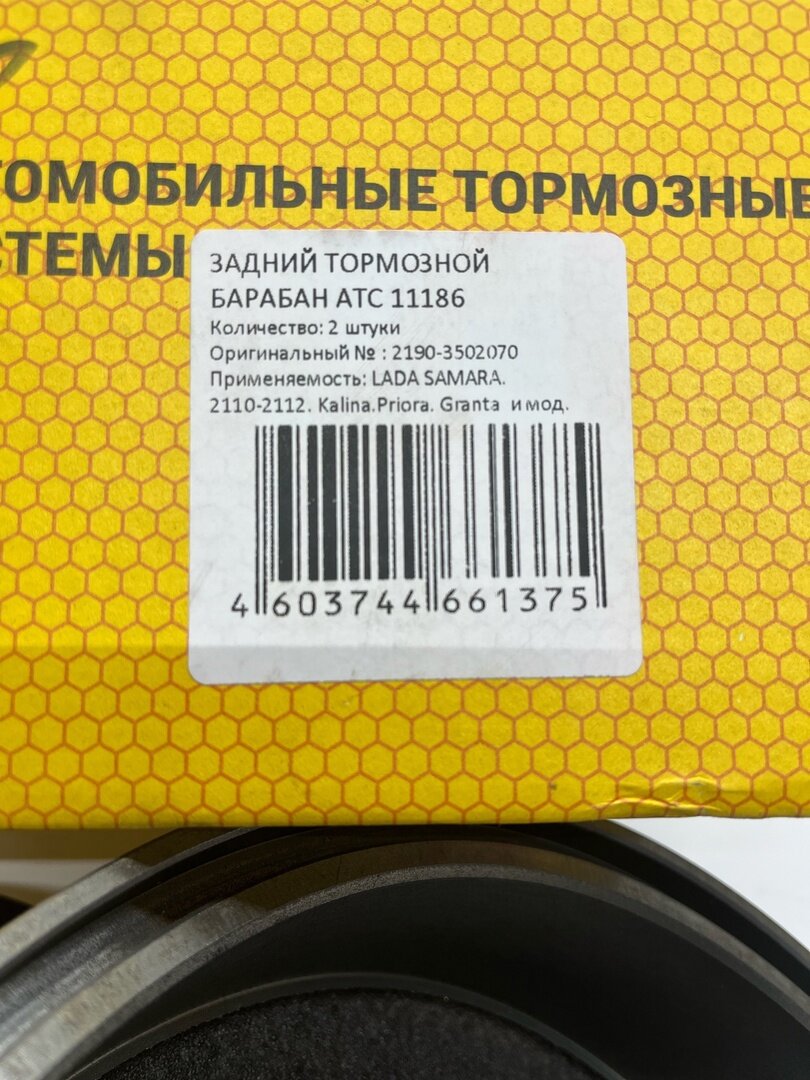 ТОМОБИЛЬНЫЕ ТОРМОЗНЫЕ
СТЕМЫ
ЗАДНИЙ ТОРМОЗНОЙ
БАРАБАН АТС 11186
Количество: 2 штуки
Оригинальный № : 2190-3502070
Применяемость: LADA SAMARA.
2110-2112. Kalina.Priora. Granta и мод.
4 603744 661375